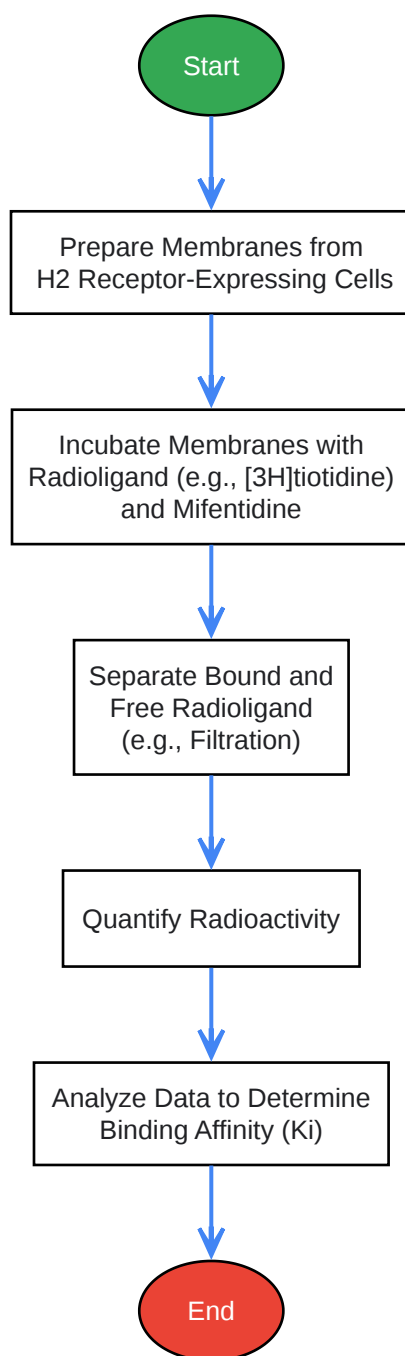 Start
Prepare Membranes from
H2 Receptor-Expressing Cells
Incubate Membranes with
Radioligand (e.g., [3H]tiotidine)
and Mifentidine
Separate Bound and
Free Radioligand
(e.g., Filtration)
Quantify Radioactivity
Analyze Data to Determine
Binding Affinity (Ki)
End